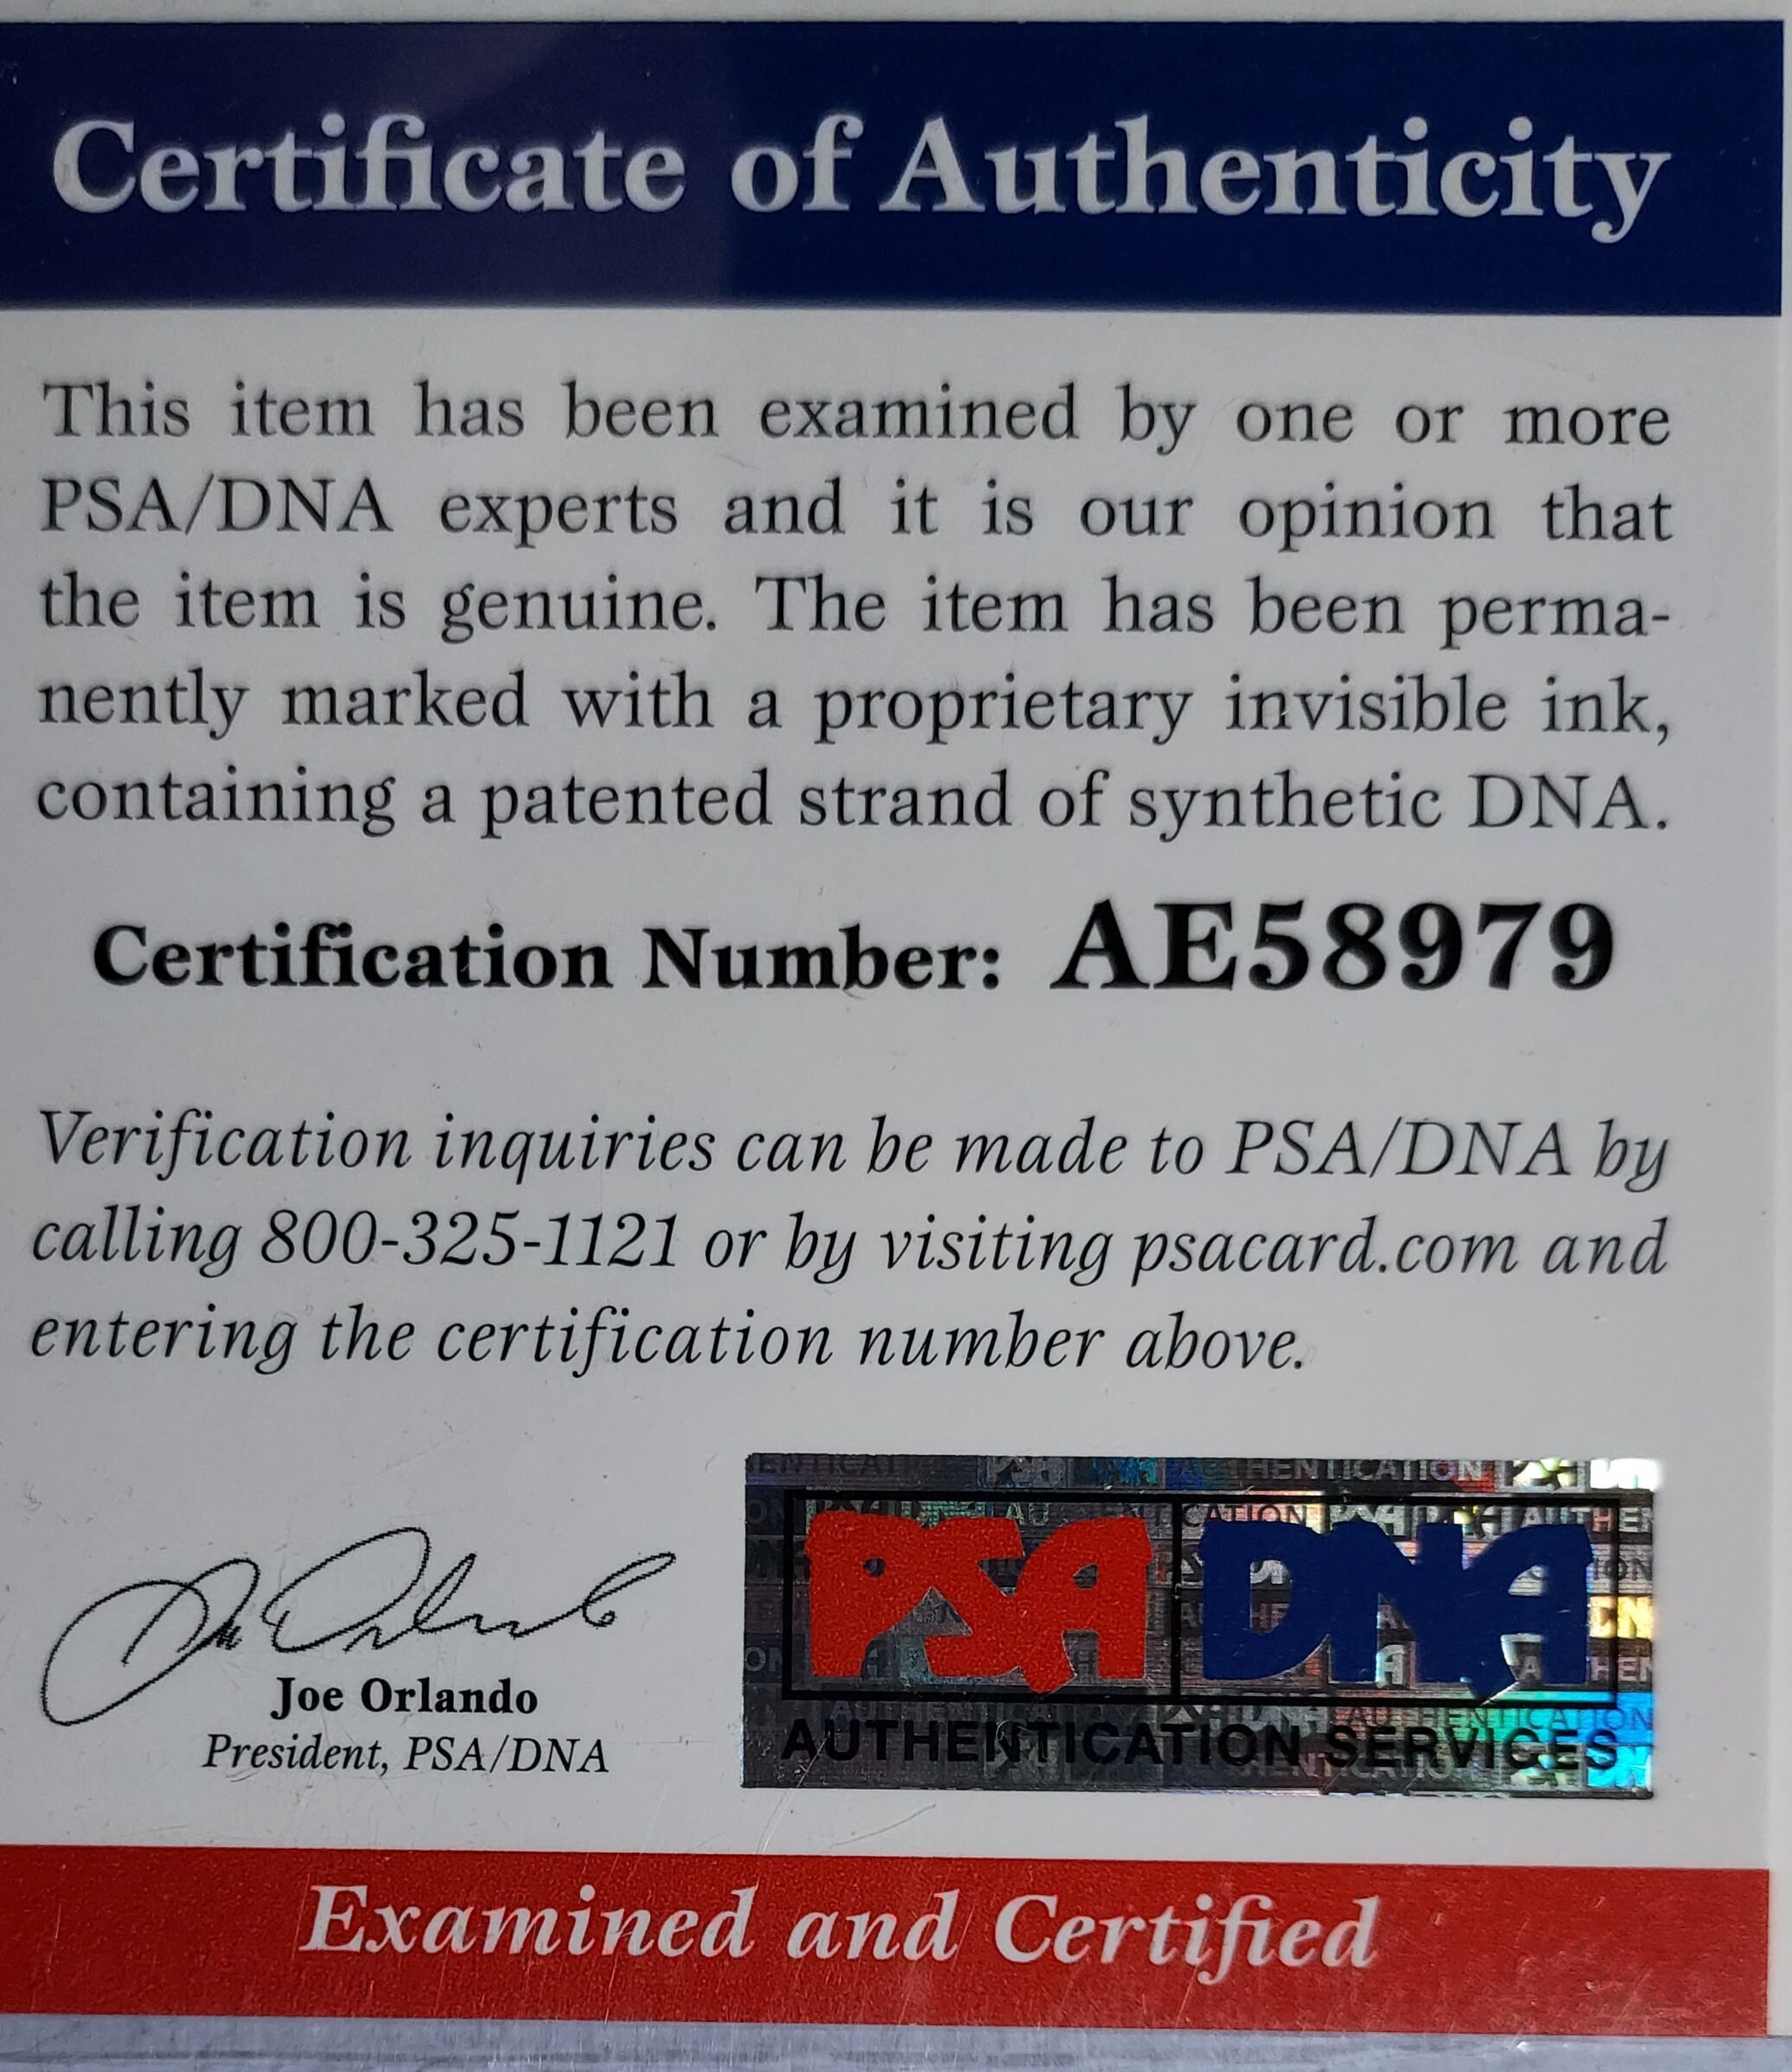 Certificate of Authenticity
This item has been examined by one or more
PSA/DNA experts and it is our opinion that
the item is genuine. The item has been perma-
nently marked with a proprietary invisible ink,
containing a patented strand of synthetic DNA.
Certification Number: AE58979
Verification inquiries can be made to PSA/DNA by
calling 800-325-1121 or by visiting psacard.com and
entering the certification number above.
Joe Orlando
President, PSA/DNA
PSA DNA
AUTHENTICATION SERVICES
Examined and Certified